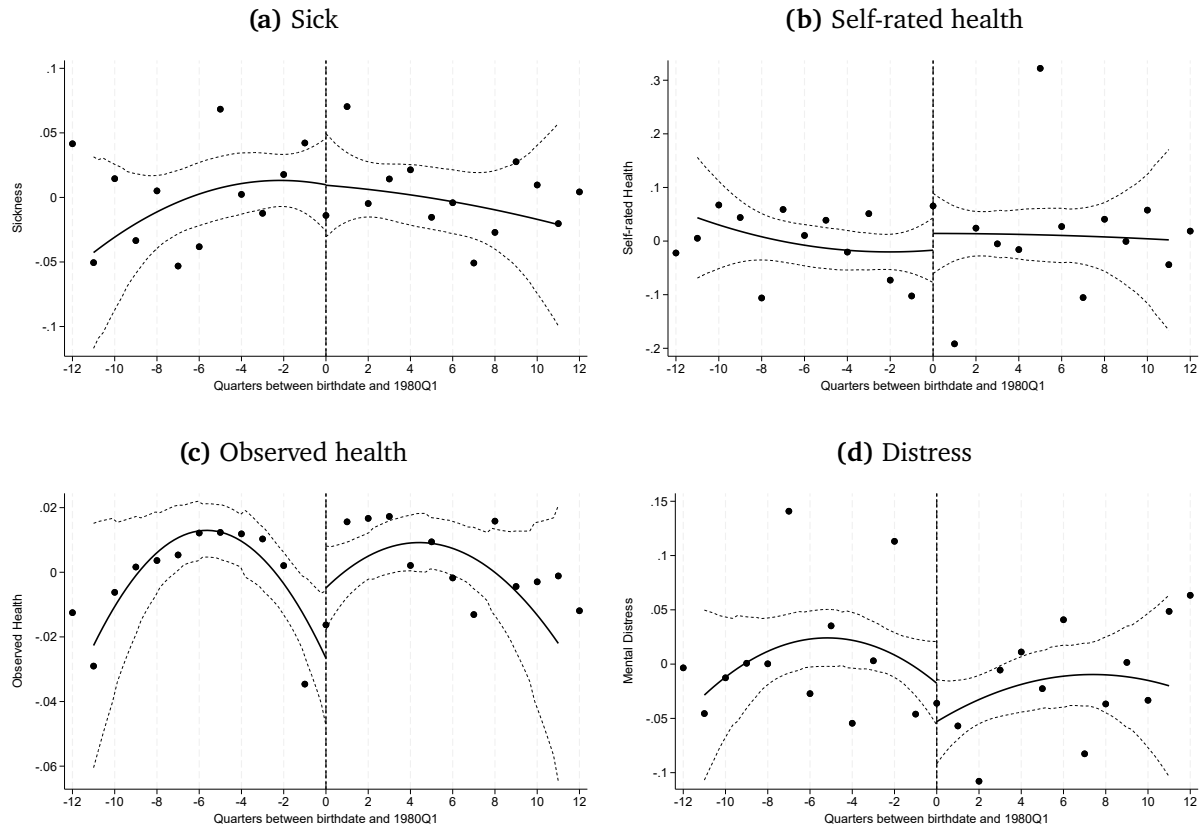 (a) Sick
(b) Self-rated health
.1
.05
0
-.05
-.1
Sickness
-12 -10 -8 -6 -4 -2 0 2 4 6 8 10 12
Quarters between birthdate and 1980Q1
.3
.2
.1
0
-.1
-.2
Self-rated Health
-12 -10 -8 -6 -4 -2 0 2 4 6 8 10 12
Quarters between birthdate and 1980Q1
(c) Observed health
(d) Distress
.02
0
-.02
-.04
-.06
Observed Health
-12 -10 -8 -6 -4 -2 0 2 4 6 8 10 12
Quarters between birthdate and 1980Q1
.15
.1
.05
0
-.05
-.1
Mental Distress
-12 -10 -8 -6 -4 -2 0 2 4 6 8 10 12
Quarters between birthdate and 1980Q1